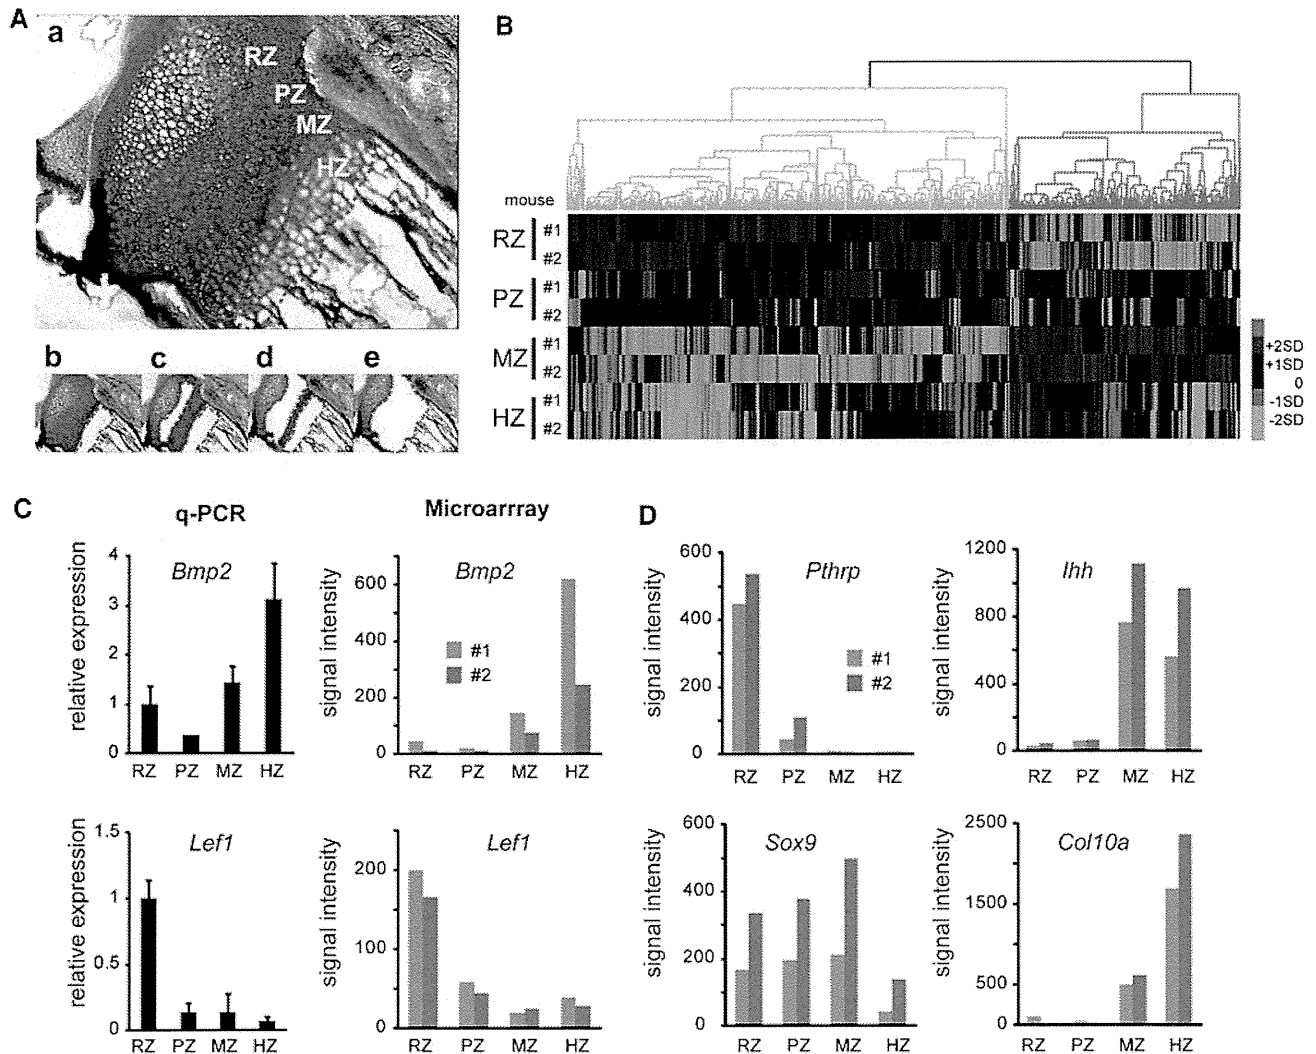 A
a
RZ
PZ
MZ
HZ
b
c
d
e
B
mouse
RZ
#1
#2
PZ
#1
#2
MZ
#1
#2
HZ
#1
#2
+2SD
+1SD
0
-1SD
-2SD
C
q-PCR
Microarrray
relative expression
Bmp2
4
3
2
1
0
RZ PZ MZ HZ
signal intensity
Bmp2
600
400
200
0
#1
#2
RZ PZ MZ HZ
relative expression
Lef1
1.5
1
0.5
0
RZ PZ MZ HZ
signal intensity
Lef1
200
100
0
RZ PZ MZ HZ
D
signal intensity
Pthrp
600
400
200
0
#1
#2
RZ PZ MZ HZ
signal intensity
Ihh
1200
800
400
0
RZ PZ MZ HZ
signal intensity
Sox9
600
400
200
0
RZ PZ MZ HZ
signal intensity
Col10a
2500
1500
500
0
RZ PZ MZ HZ